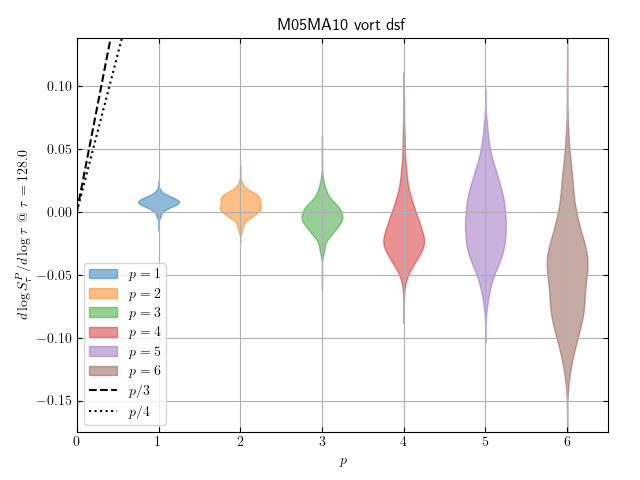 M05MA10 vort dsf
d log S_τ^P/d log τ @ τ = 128.0
0.10
0.05
0.00
−0.05
−0.10
−0.15
p = 1
p = 2
p = 3
p = 4
p = 5
p = 6
p/3
p/4
0 1 2 3 4 5 6
p